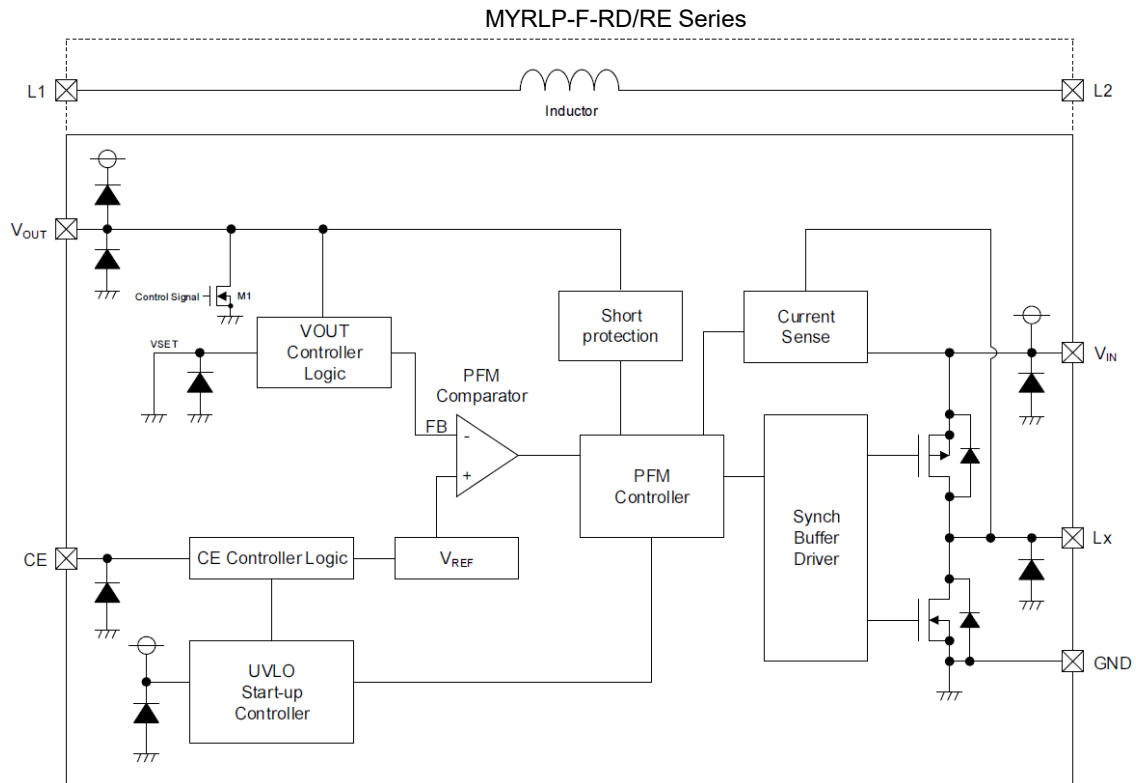 MYRLP-F-RD/RE Series
L1
L2
Inductor
VOUT
Control Signal
M1
Short
protection
Current
Sense
VOUT
Controller
Logic
VSET
VIN
PFM
Comparator
FB
-
+
PFM
Controller
Synch
Buffer
Driver
Lx
CE
CE Controller Logic
VREF
UVLO
Start-up
Controller
GND